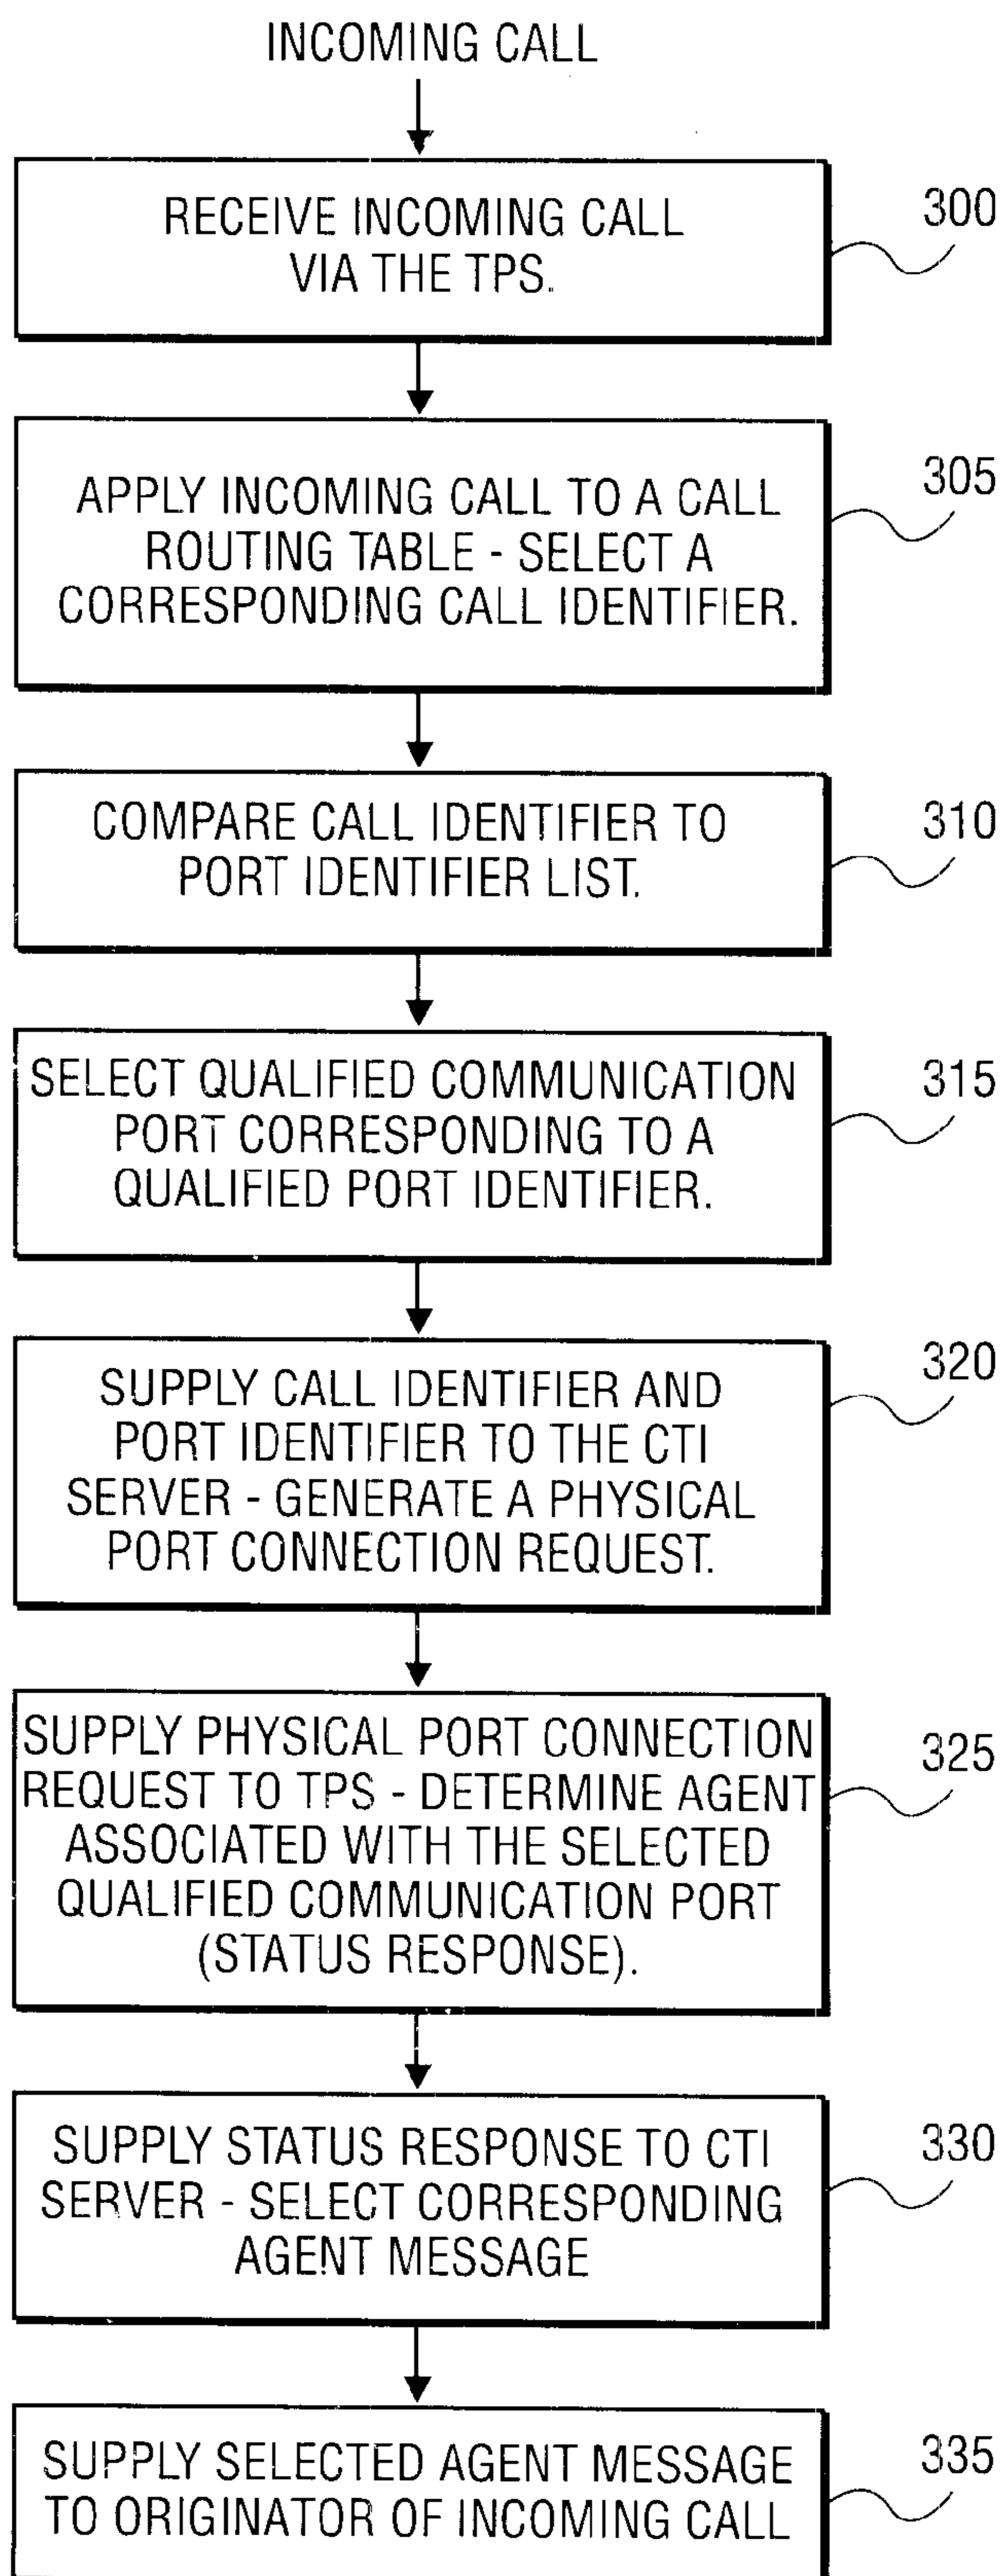 INCOMING CALL
RECEIVE INCOMING CALL
VIA THE TPS.
300
APPLY INCOMING CALL TO A CALL
ROUTING TABLE - SELECT A
CORRESPONDING CALL IDENTIFIER.
305
COMPARE CALL IDENTIFIER TO
PORT IDENTIFIER LIST.
310
SELECT QUALIFIED COMMUNICATION
PORT CORRESPONDING TO A
QUALIFIED PORT IDENTIFIER.
315
SUPPLY CALL IDENTIFIER AND
PORT IDENTIFIER TO THE CTI
SERVER - GENERATE A PHYSICAL
PORT CONNECTION REQUEST.
320
SUPPLY PHYSICAL PORT CONNECTION
REQUEST TO TPS - DETERMINE AGENT
ASSOCIATED WITH THE SELECTED
QUALIFIED COMMUNICATION PORT
(STATUS RESPONSE).
325
SUPPLY STATUS RESPONSE TO CTI
SERVER - SELECT CORRESPONDING
AGENT MESSAGE
330
SUPPLY SELECTED AGENT MESSAGE
TO ORIGINATOR OF INCOMING CALL
335